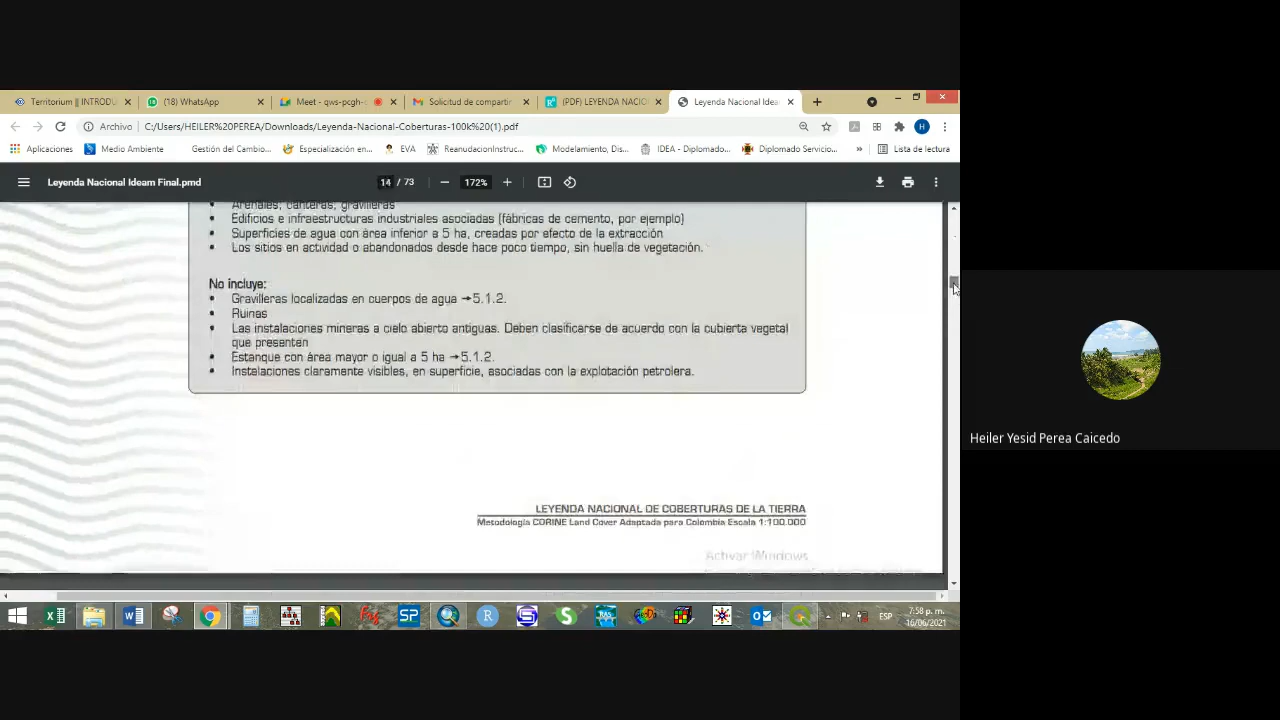 Territorium || INTRODU
(18) WhatsApp
Meet - qws-pcgh-
Solicitud de compartir
(PDF) LEYENDA NACIO
Leyenda Nacional Idea
Archivo
C:/Users/HEILER%20PEREA/Downloads/Leyenda-Nacional-Coberturas-100k%20(1).pdf
H
Aplicaciones
Medio Ambiente
Gestión del Cambio...
Especialización en...
EVA
ReanudacionInstruc...
Modelamiento, Dis...
IDEA - Diplomado...
Diplomado Servicio...
»
Lista de lectura
Leyenda Nacional Ideam Final.pmd
14 / 73
172%
• Arenales; canteras; gravilleras
• Edificios e infraestructuras industriales asociadas (fábricas de cemento, por ejemplo)
• Superficies de agua con área inferior a 5 ha, creadas por efecto de la extracción
• Los sitios en actividad o abandonados desde hace poco tiempo, sin huella de vegetación.
No incluye:
• Gravilleras localizadas en cuerpos de agua →5.1.2.
• Ruinas
• Las instalaciones mineras a cielo abierto antiguas. Deben clasificarse de acuerdo con la cubierta vegetal
que presenten
• Estanque con área mayor o igual a 5 ha →5.1.2.
• Instalaciones claramente visibles, en superficie, asociadas con la explotación petrolera.
LEYENDA NACIONAL DE COBERTURAS DE LA TIERRA
Metodología CORINE Land Cover Adaptada para Colombia Escala 1:100.000
Activar Windows
Heiler Yesid Perea Caicedo
SP
R
ESP
7:58 p. m.
16/06/2021